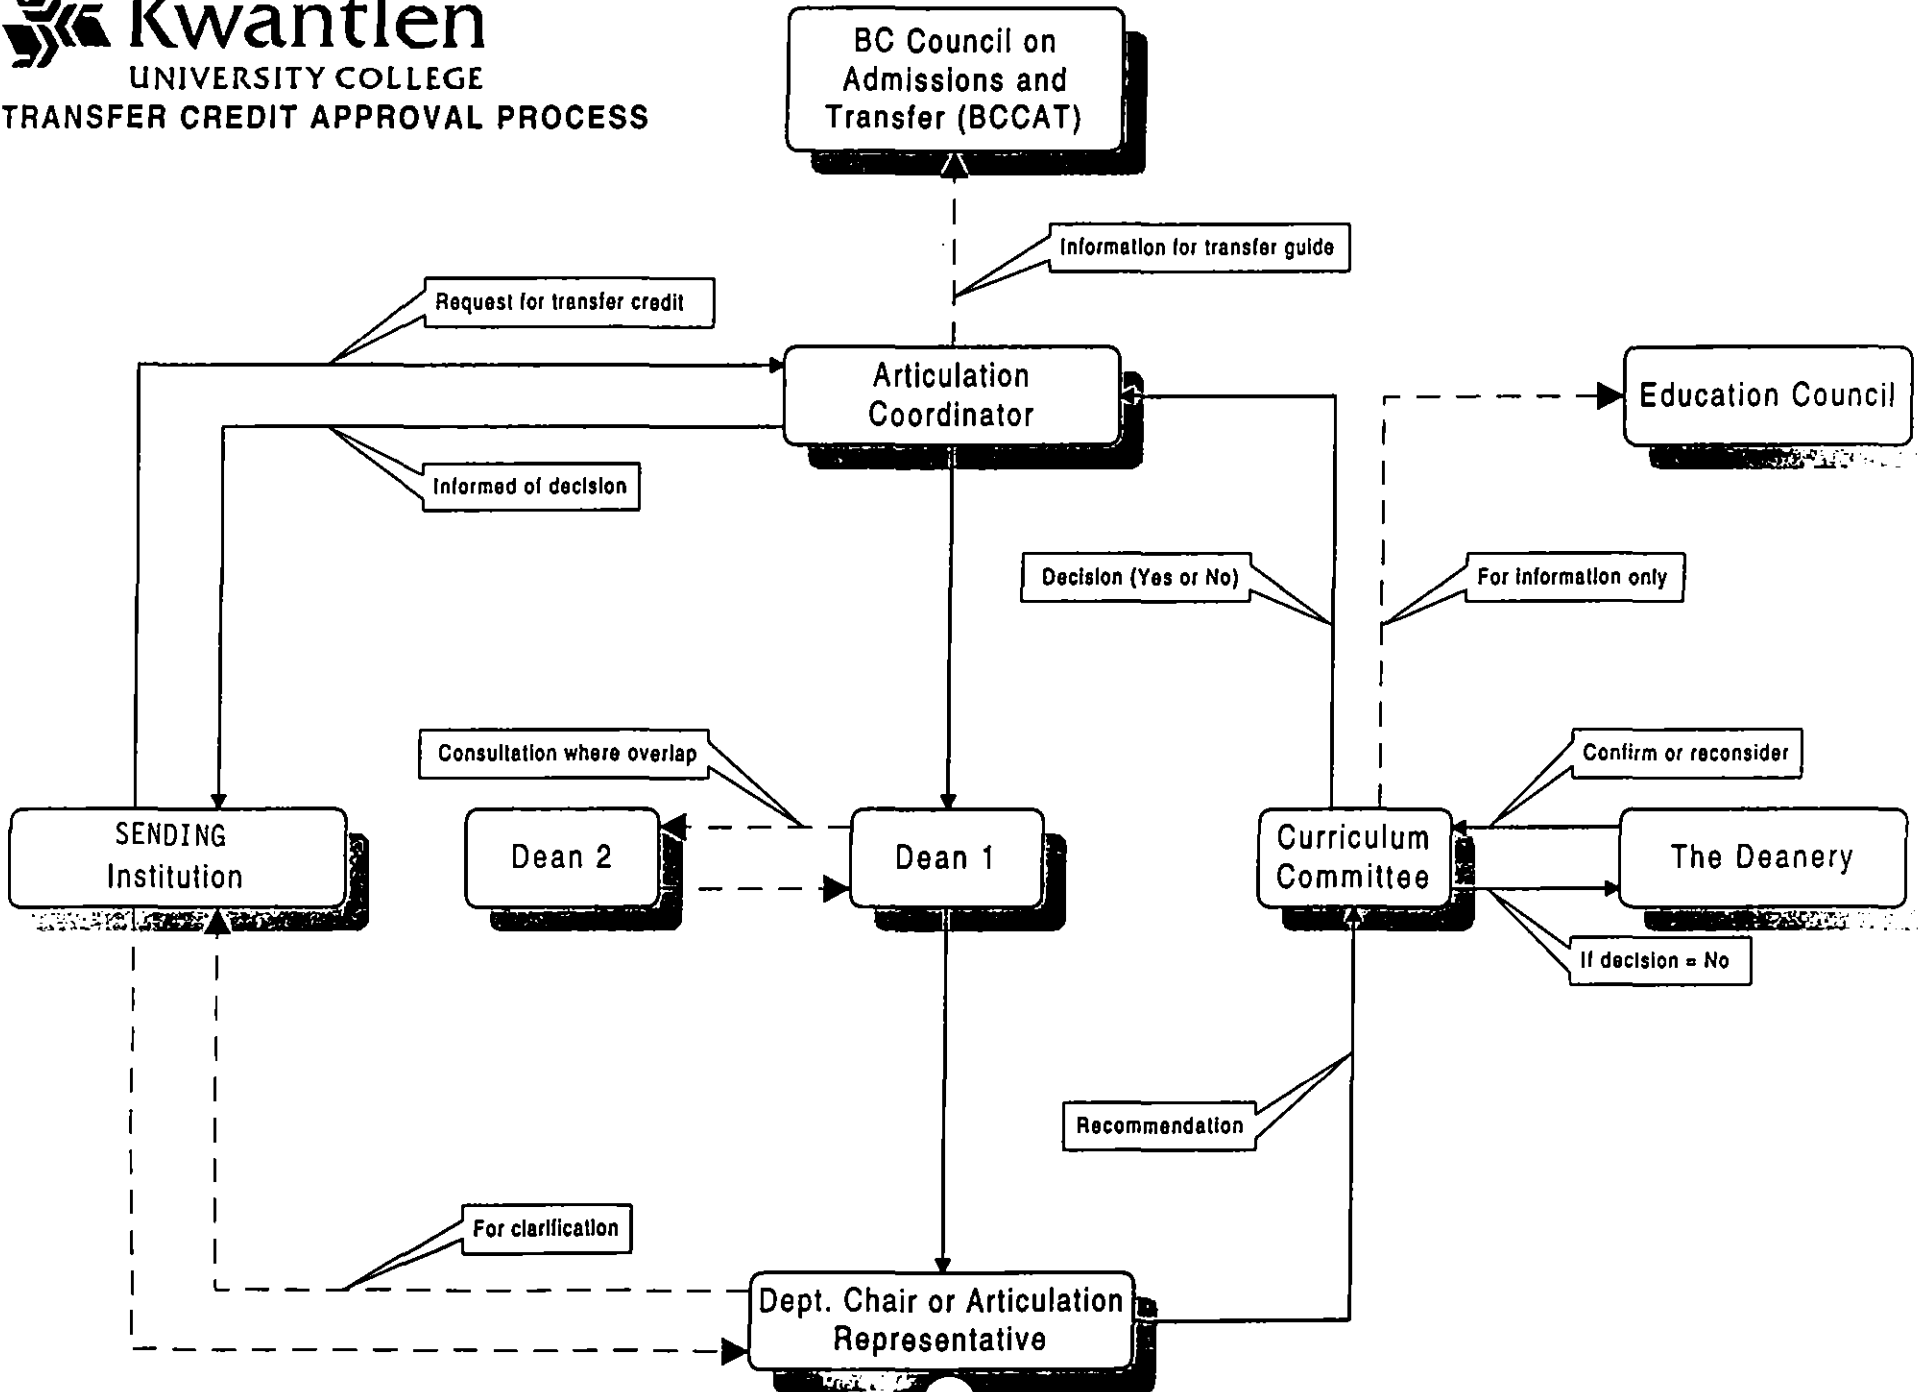 Kwantlen
UNIVERSITY COLLEGE
TRANSFER CREDIT APPROVAL PROCESS
BC Council on
Admissions and
Transfer (BCCAT)
Information for transfer guide
Request for transfer credit
Articulation
Coordinator
Education Council
Informed of decision
Decision (Yes or No)
For information only
Consultation where overlap
Confirm or reconsider
SENDING
Institution
Dean 2
Dean 1
Curriculum
Committee
The Deanery
If decision = No
Recommendation
For clarification
Dept. Chair or Articulation
Representative